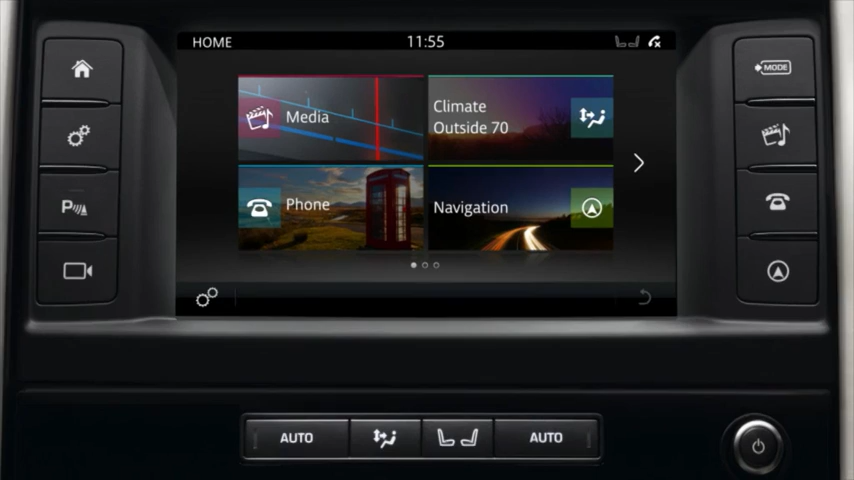 HOME
11:55
Media
Climate
Outside 70
Phone
Navigation
MODE
P
AUTO
AUTO